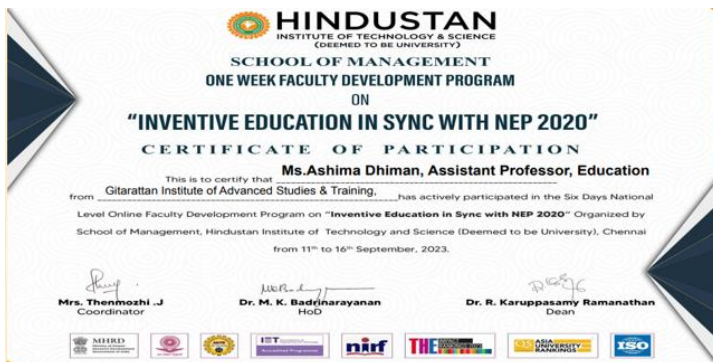 HINDUSTAN
INSTITUTE OF TECHNOLOGY & SCIENCE
(DEEMED TO BE UNIVERSITY)
SCHOOL OF MANAGEMENT
ONE WEEK FACULTY DEVELOPMENT PROGRAM
ON
"INVENTIVE EDUCATION IN SYNC WITH NEP 2020"
CERTIFICATE OF PARTICIPATION
This is to certify that Ms.Ashima Dhiman, Assistant Professor, Education
from Gitarattan Institute of Advanced Studies & Training, has actively participated in the Six Days National
Level Online Faculty Development Program on "Inventive Education in Sync with NEP 2020" Organized by
School of Management, Hindustan Institute of Technology and Science (Deemed to be University), Chennai
from 11th to 16th September, 2023.
Mrs. Thenmozhi .J
Coordinator
Dr. M. K. Badrinarayanan
HoD
Dr. R. Karuppasamy Ramanathan
Dean
MHRD
IET
Accredited Programme
nirf
THE
QS ASIA UNIVERSITY RANKINGS
ISO